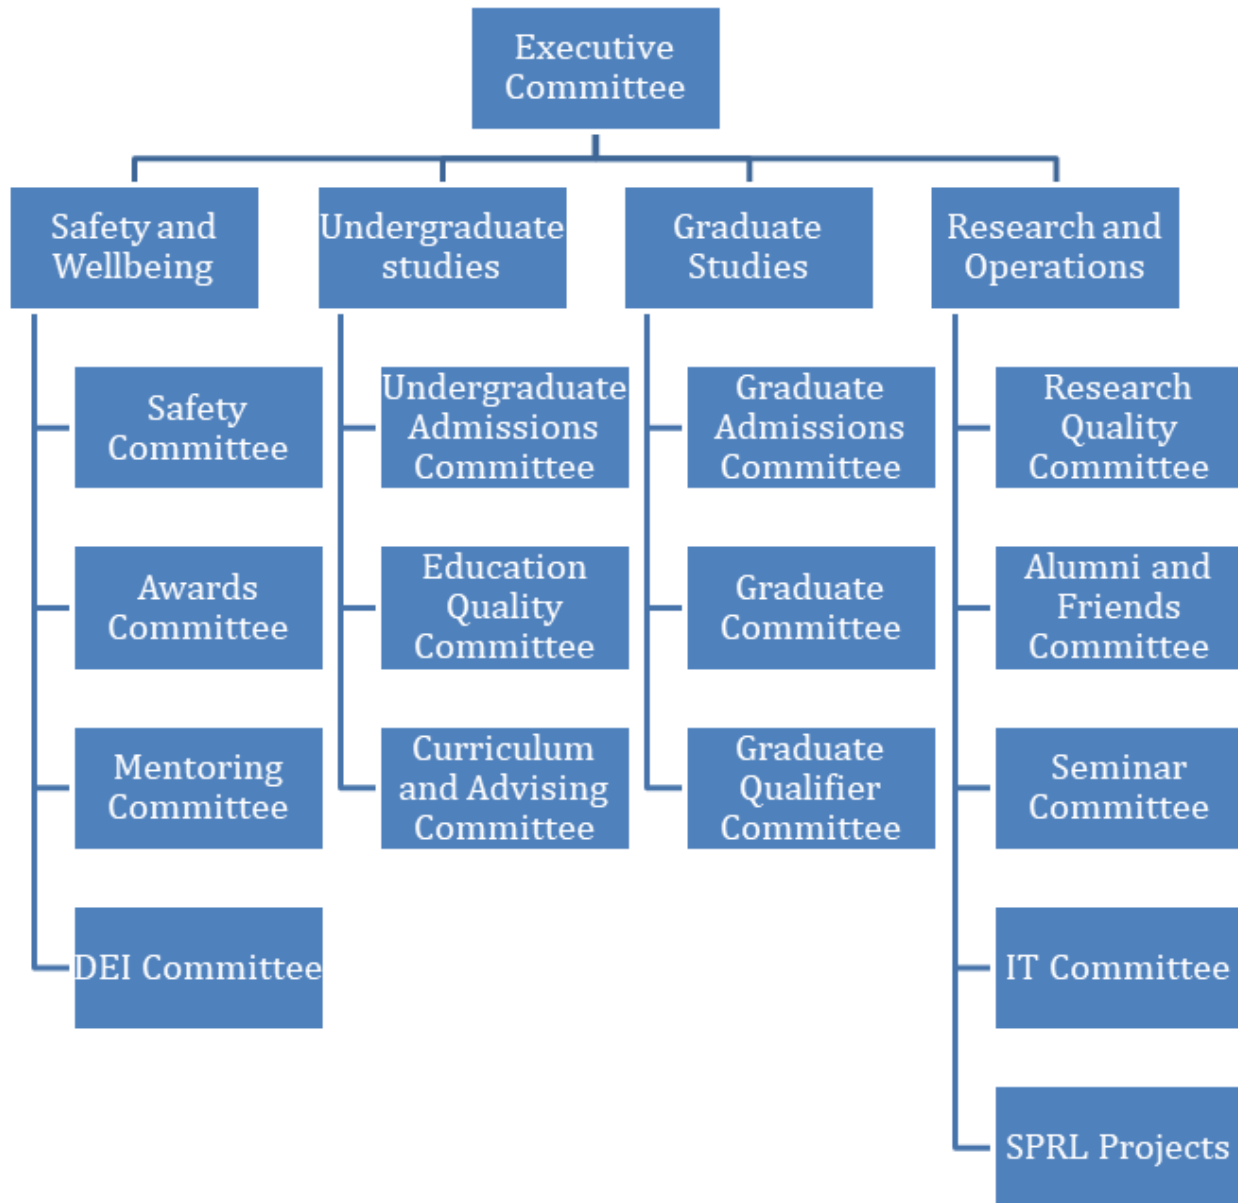 Executive
Committee
Safety and
Wellbeing
Undergraduate
studies
Graduate
Studies
Research and
Operations
Safety
Committee
Undergraduate
Admissions
Committee
Graduate
Admissions
Committee
Research
Quality
Committee
Awards
Committee
Education
Quality
Committee
Graduate
Committee
Alumni and
Friends
Committee
Mentoring
Committee
Curriculum
and Advising
Committee
Graduate
Qualifier
Committee
Seminar
Committee
DEI Committee
IT Committee
SPRL Projects